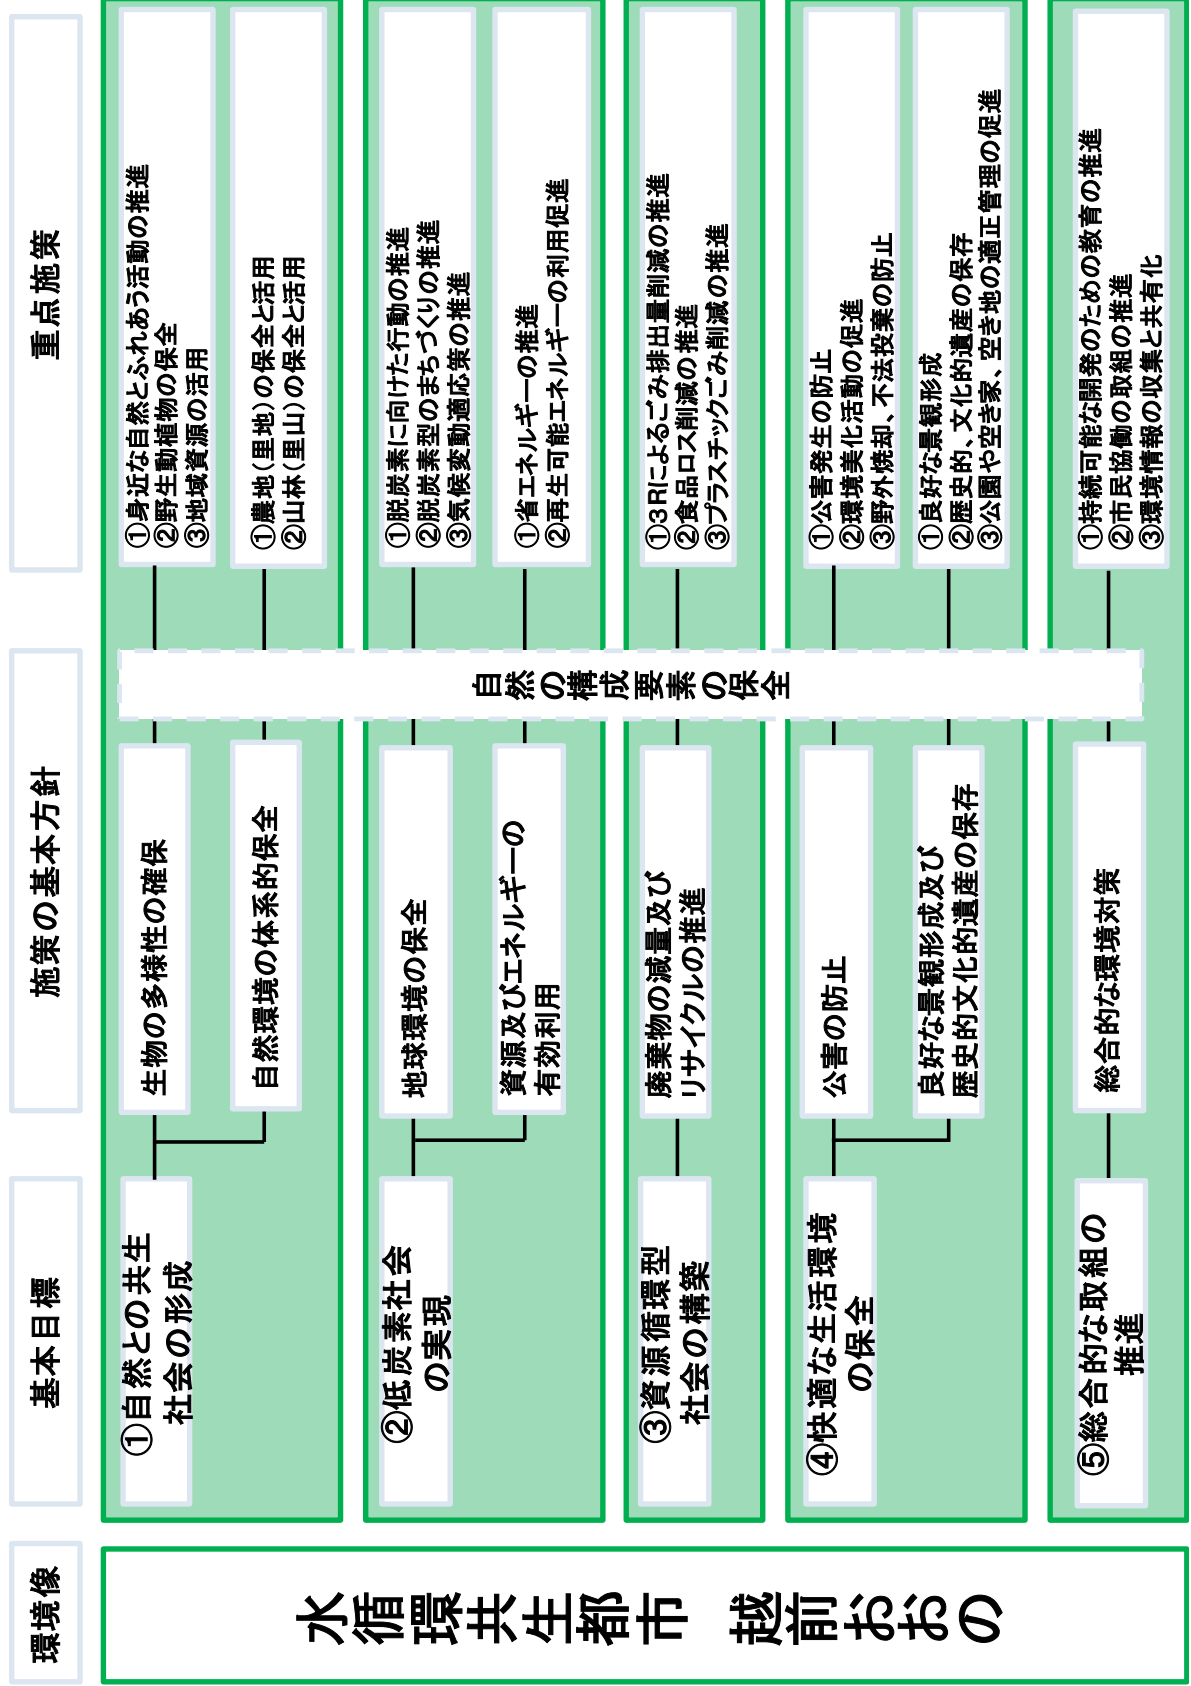 環境像
基本目標
施策の基本方針
重点施策
水循環共生都市　越前おおの
①自然との共生
社会の形成
生物の多様性の確保
①身近な自然とふれあう活動の推進
②野生動植物の保全
③地域資源の活用
自然環境の体系的保全
①農地（里地）の保全と活用
②山林（里山）の保全と活用
②低炭素社会
の実現
地球環境の保全
①脱炭素に向けた行動の推進
②脱炭素型のまちづくりの推進
③気候変動適応策の推進
資源及びエネルギーの
有効利用
①省エネルギーの推進
②再生可能エネルギーの利用促進
③資源循環型
社会の構築
廃棄物の減量及び
リサイクルの推進
①３Rによるごみ排出量削減の推進
②食品ロス削減の推進
③プラスチックごみ削減の推進
④快適な生活環境
の保全
公害の防止
①公害発生の防止
②環境美化活動の促進
③野外焼却、不法投棄の防止
良好な景観形成及び
歴史的文化的遺産の保存
①良好な景観形成
②歴史的、文化的遺産の保存
③公園や空き家、空き地の適正管理の促進
⑤総合的な取組の
推進
総合的な環境対策
①持続可能な開発のための教育の推進
②市民協働の取組の推進
③環境情報の収集と共有化
自然の構成要素の保全